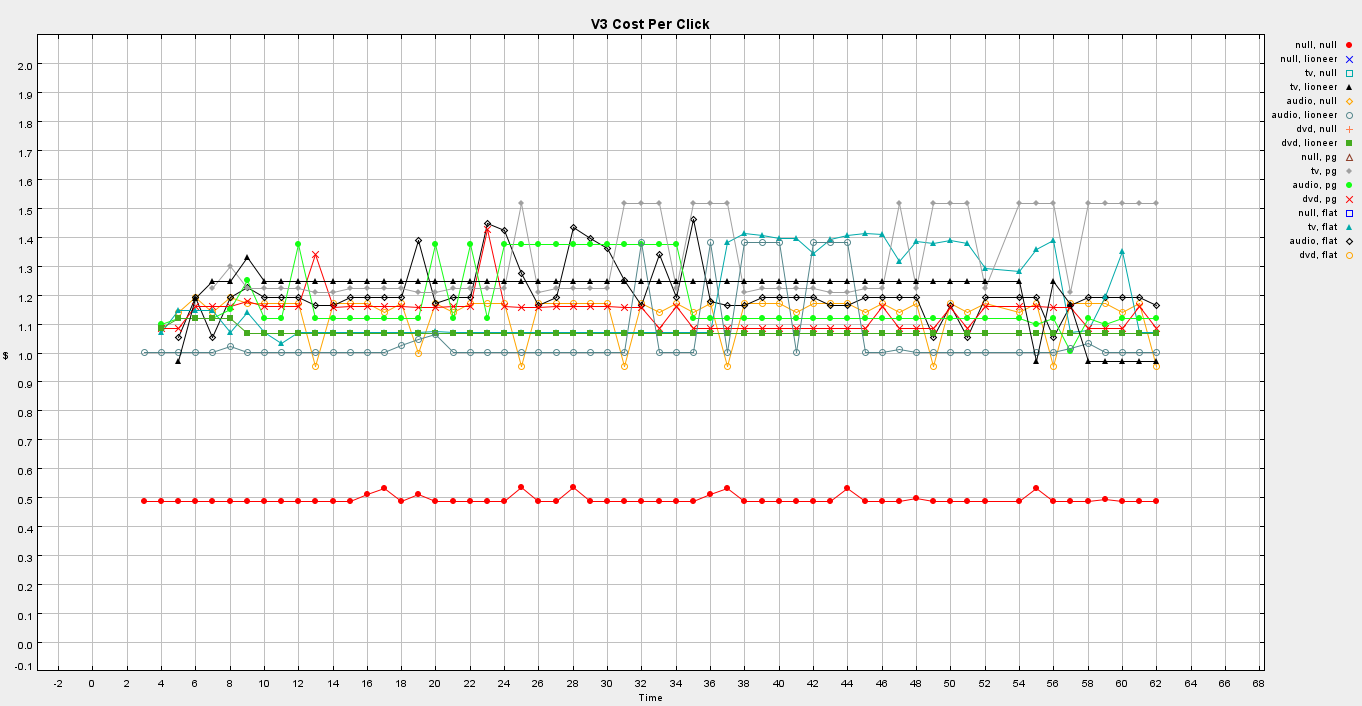 V3 Cost Per Click
2.0
1.9
1.8
1.7
1.6
1.5
1.4
1.3
1.2
1.1
1.0
0.9
0.8
0.7
0.6
0.5
0.4
0.3
0.2
0.1
0.0
-0.1
$
-2 0 2 4 6 8 10 12 14 16 18 20 22 24 26 28 30 32 34 36 38 40 42 44 46 48 50 52 54 56 58 60 62 64 66 68
Time
null, null
null, lioneer
tv, null
tv, lioneer
audio, null
audio, lioneer
dvd, null
dvd, lioneer
null, pg
tv, pg
audio, pg
dvd, pg
null, flat
tv, flat
audio, flat
dvd, flat